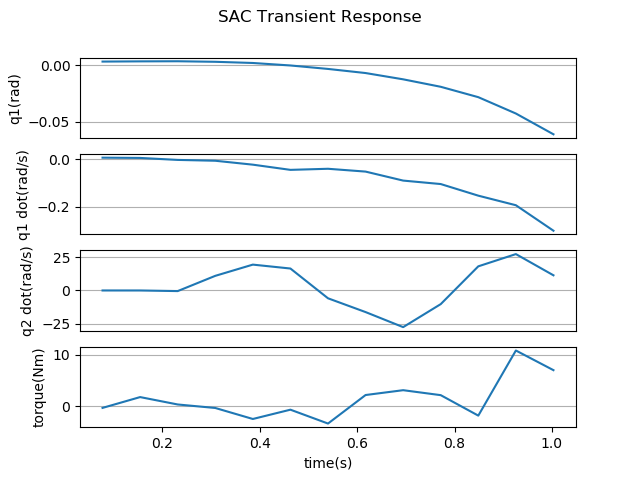 SAC Transient Response
q1(rad)
0.00
−0.05
q1 dot(rad/s)
0.0
−0.2
q2 dot(rad/s)
25
0
−25
torque(Nm)
10
0
0.2 0.4 0.6 0.8 1.0
time(s)